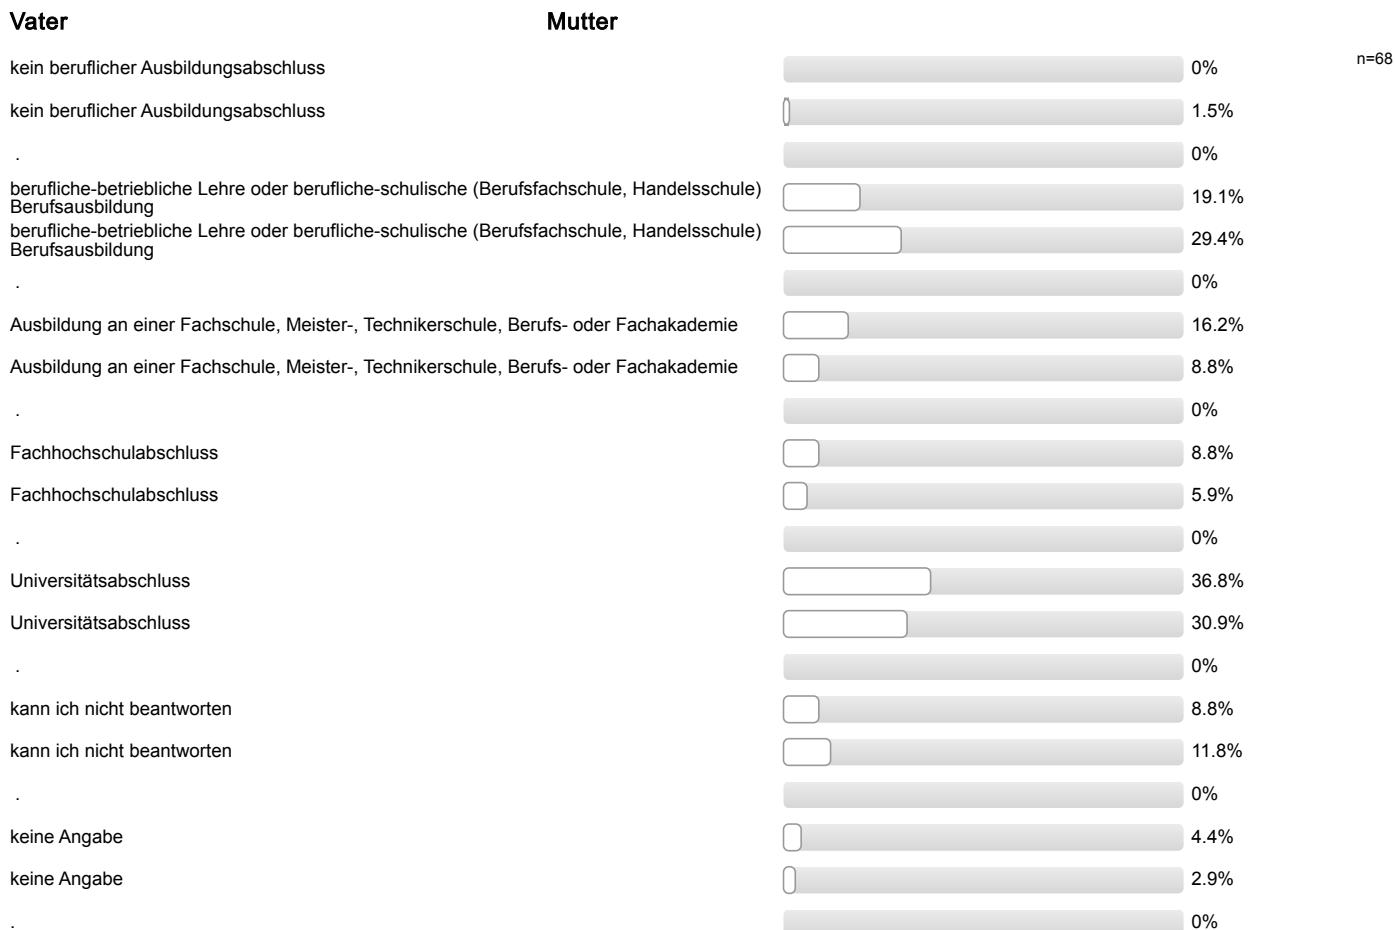 Vater Mutter
kein beruflicher Ausbildungsabschluss 0% n=68
kein beruflicher Ausbildungsabschluss 1.5%
. 0%
berufliche-betriebliche Lehre oder berufliche-schulische (Berufsfachschule, Handelsschule)
Berufsausbildung 19.1%
berufliche-betriebliche Lehre oder berufliche-schulische (Berufsfachschule, Handelsschule)
Berufsausbildung 29.4%
. 0%
Ausbildung an einer Fachschule, Meister-, Technikerschule, Berufs- oder Fachakademie 16.2%
Ausbildung an einer Fachschule, Meister-, Technikerschule, Berufs- oder Fachakademie 8.8%
. 0%
Fachhochschulabschluss 8.8%
Fachhochschulabschluss 5.9%
. 0%
Universitätsabschluss 36.8%
Universitätsabschluss 30.9%
. 0%
kann ich nicht beantworten 8.8%
kann ich nicht beantworten 11.8%
. 0%
keine Angabe 4.4%
keine Angabe 2.9%
. 0%